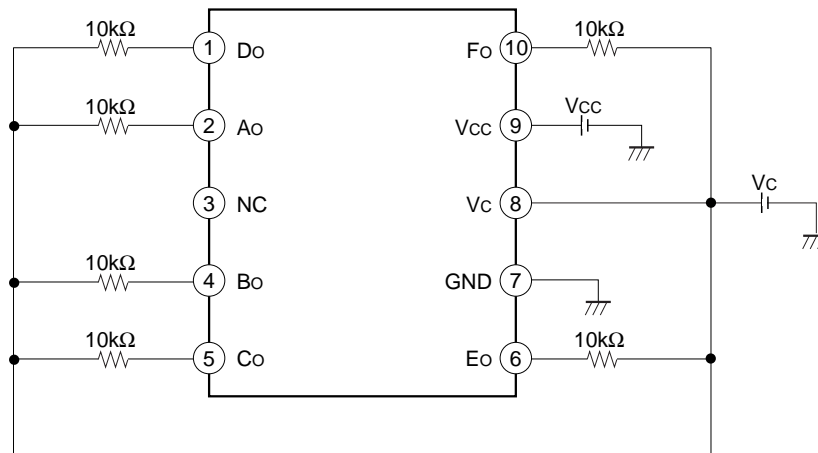 10kΩ 1 DO FO 10 10kΩ
10kΩ 2 AO VCC 9 VCC
3 NC VC 8 VC
10kΩ 4 BO GND 7
10kΩ 5 CO EO 6 10kΩ